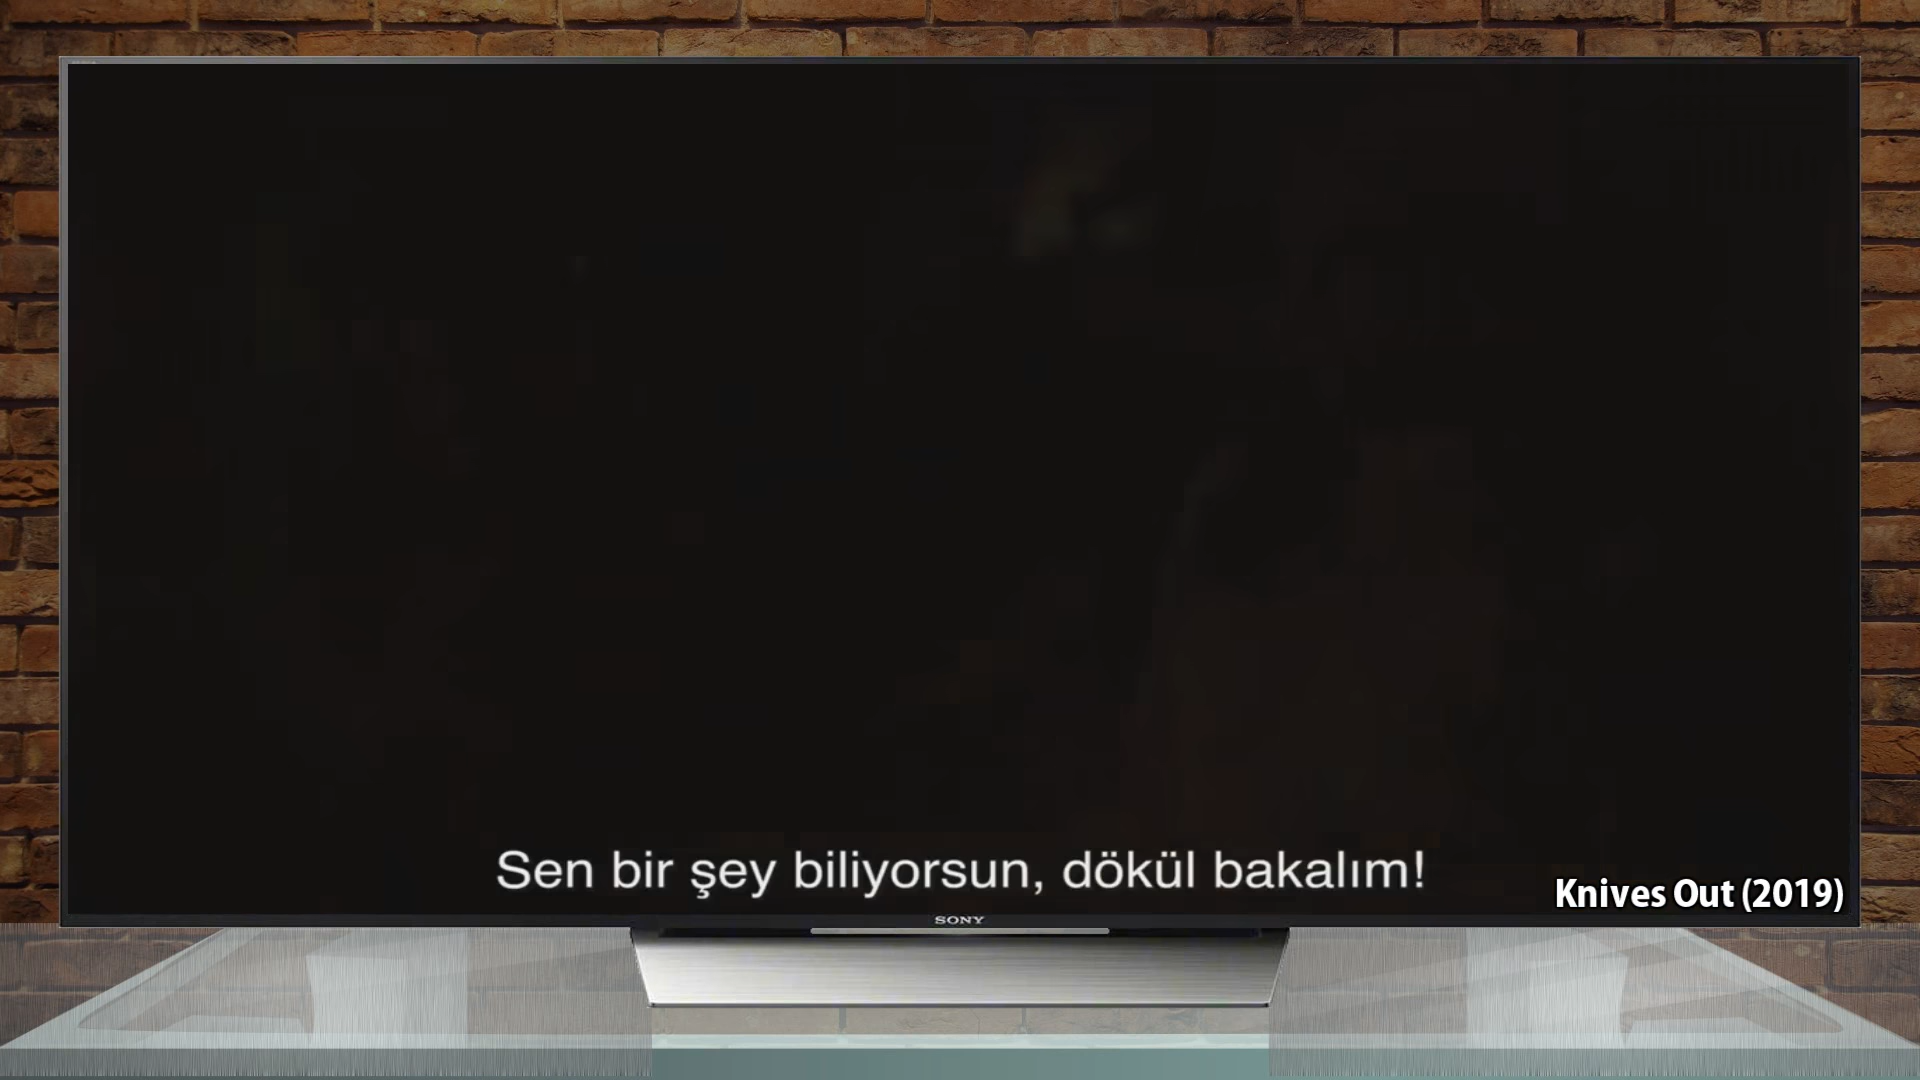 Sen bir şey biliyorsun, dökül bakalım!
Knives Out (2019)
SONY